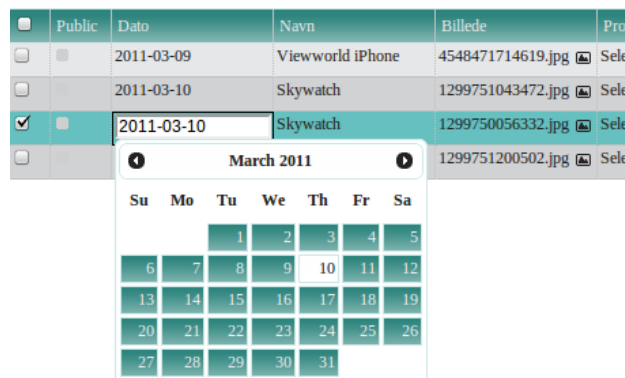 Public Dato Navn Billede Pro
2011-03-09 Viewworld iPhone 4548471714619.jpg Sele
2011-03-10 Skywatch 1299751043472.jpg Sele
2011-03-10 Skywatch 1299750056332.jpg Sele
1299751200502.jpg Sele
March 2011
Su Mo Tu We Th Fr Sa
1 2 3 4 5
6 7 8 9 10 11 12
13 14 15 16 17 18 19
20 21 22 23 24 25 26
27 28 29 30 31